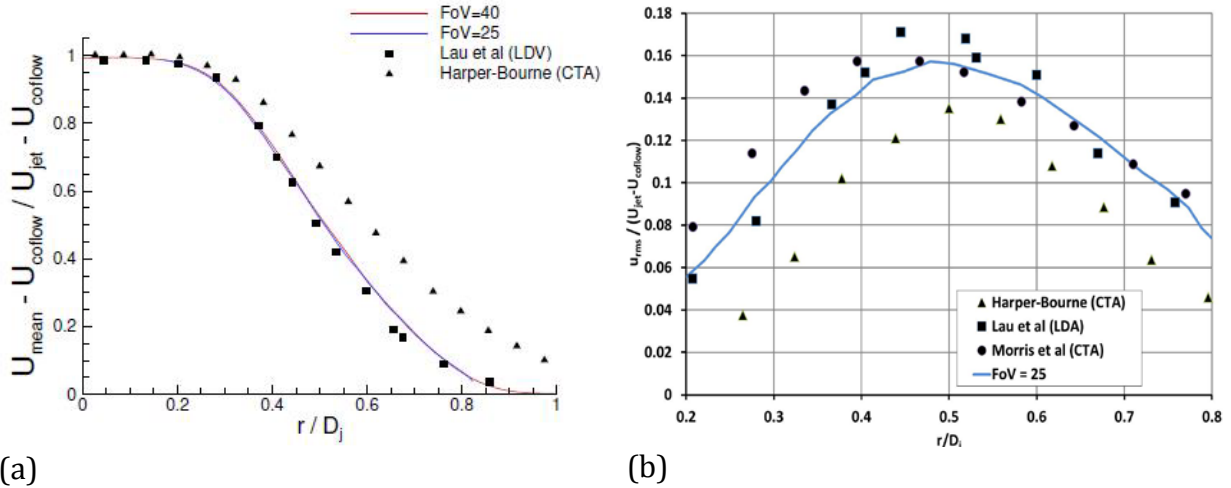 FoV=40
FoV=25
Lau et al (LDV)
Harper-Bourne (CTA)
U_mean - U_coflow / U_jet - U_coflow
1
0.8
0.6
0.4
0.2
0
0
0.2
0.4
0.6
0.8
1
r / D_j
(a)
0.18
0.16
0.14
0.12
0.1
0.08
0.06
0.04
0.02
0
u_rms / (U_jet-U_coflow)
Harper-Bourne (CTA)
Lau et al (LDA)
Morris et al (CTA)
FoV = 25
0.2
0.3
0.4
0.5
0.6
0.7
0.8
r/D
(b)